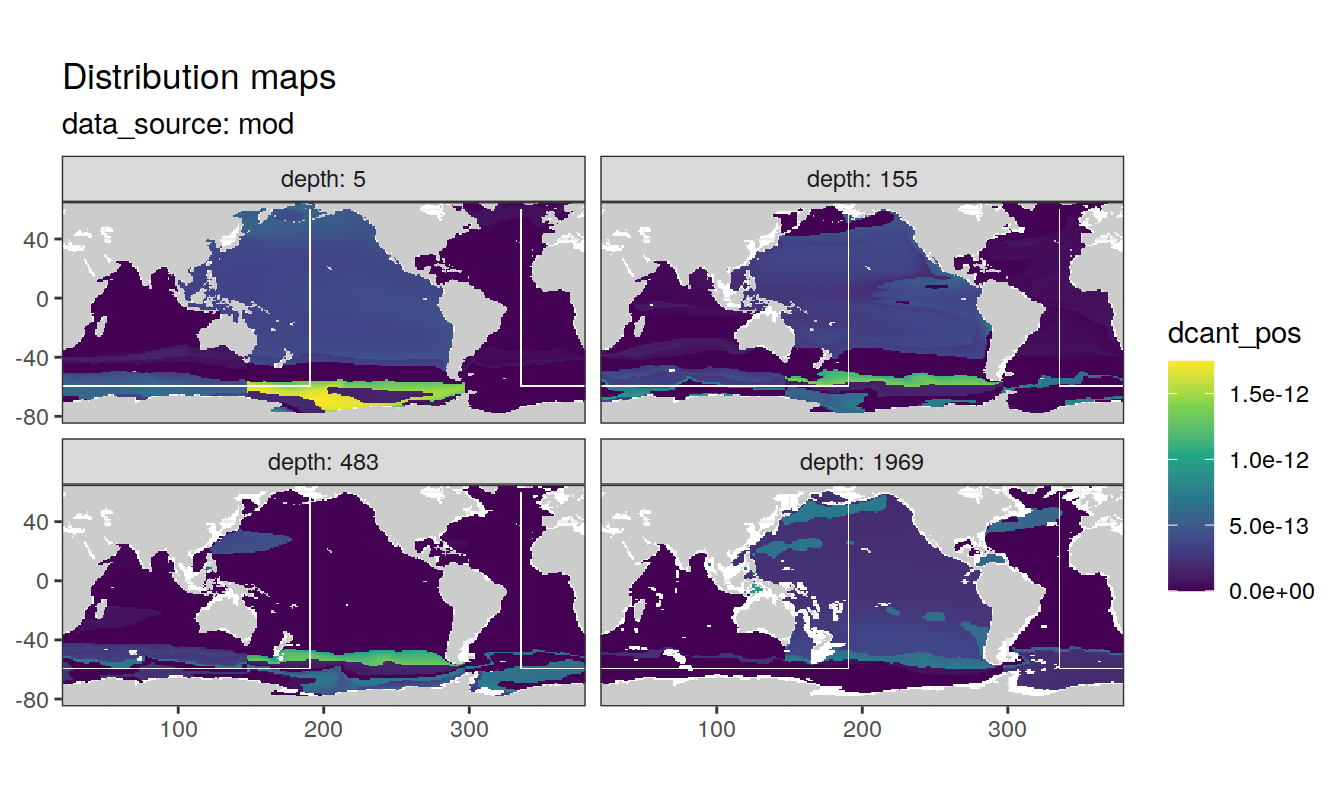 Distribution maps
data_source: mod
depth: 5
depth: 155
40
0
-40
-80
depth: 483
depth: 1969
40
0
-40
-80
100
200
300
100
200
300
dcant_pos
1.5e-12
1.0e-12
5.0e-13
0.0e+00